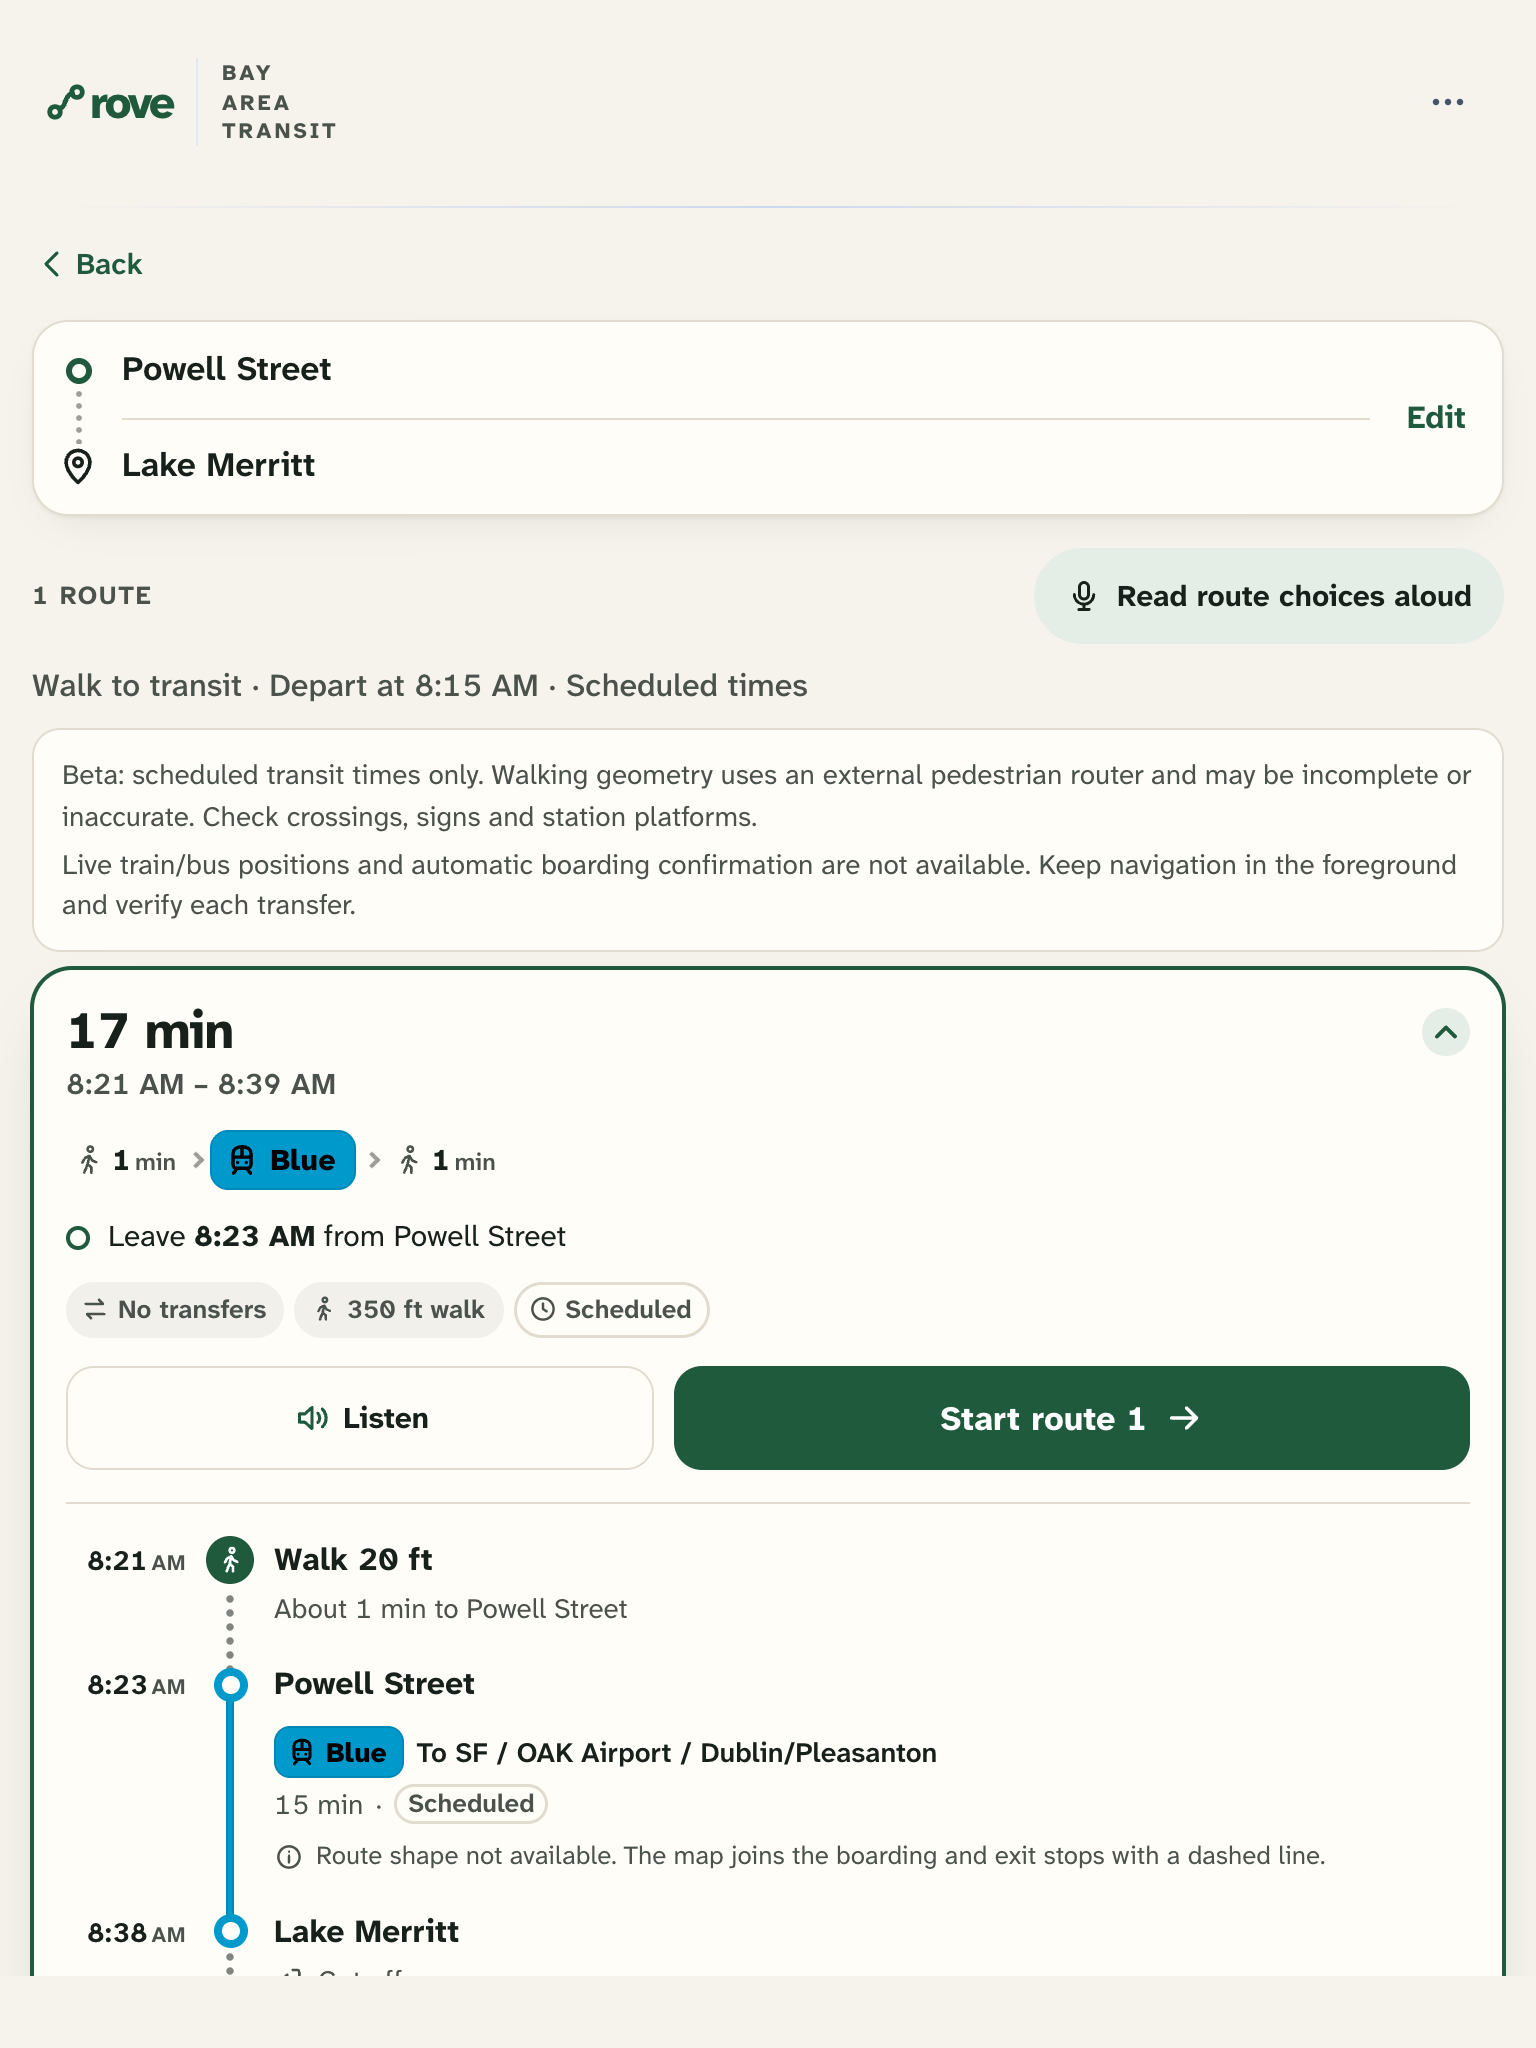 rove
BAY
AREA
TRANSIT
Back
Powell Street
Edit
Lake Merritt
1 ROUTE
Read route choices aloud
Walk to transit · Depart at 8:15 AM · Scheduled times
Beta: scheduled transit times only. Walking geometry uses an external pedestrian router and may be incomplete or
inaccurate. Check crossings, signs and station platforms.
Live train/bus positions and automatic boarding confirmation are not available. Keep navigation in the foreground
and verify each transfer.
17 min
8:21 AM – 8:39 AM
1 min Blue 1 min
Leave 8:23 AM from Powell Street
No transfers 350 ft walk Scheduled
Listen Start route 1
8:21 AM Walk 20 ft
About 1 min to Powell Street
8:23 AM Powell Street
Blue To SF / OAK Airport / Dublin/Pleasanton
15 min · Scheduled
Route shape not available. The map joins the boarding and exit stops with a dashed line.
8:38 AM Lake Merritt